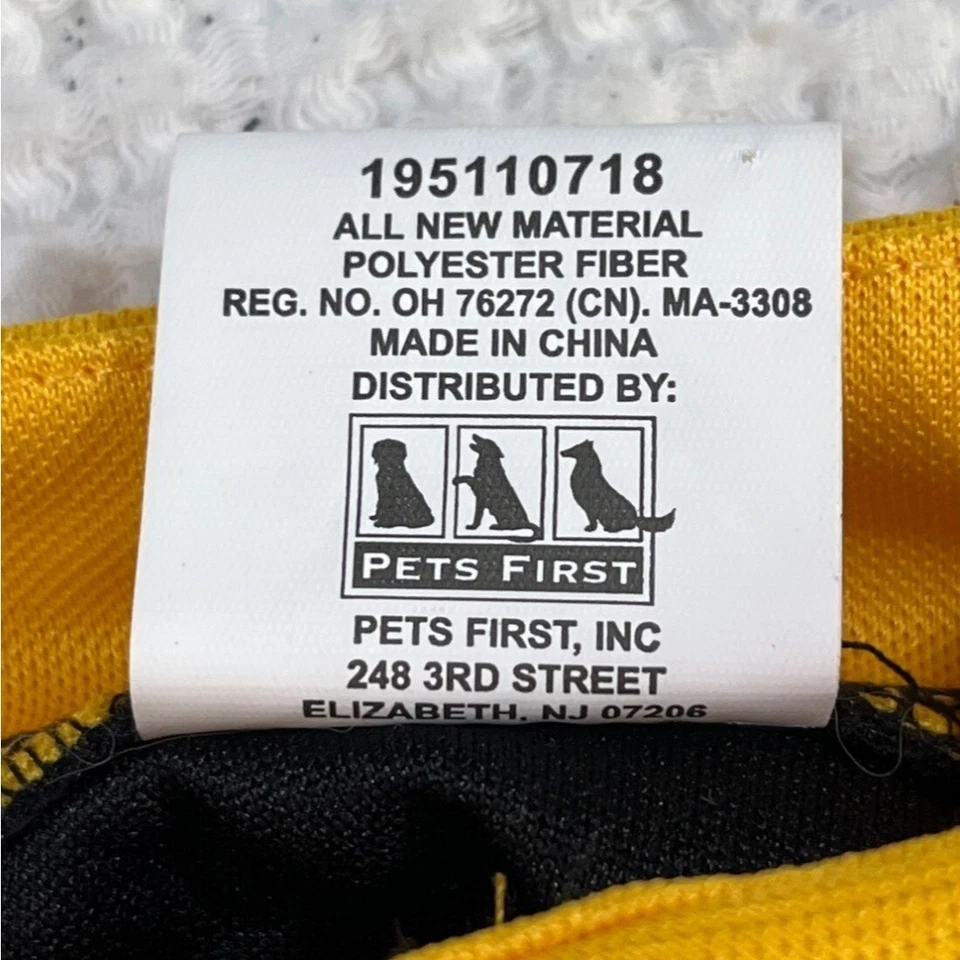 195110718
ALL NEW MATERIAL
POLYESTER FIBER
REG. NO. OH 76272 (CN). MA-3308
MADE IN CHINA
DISTRIBUTED BY:
PETS FIRST
PETS FIRST, INC
248 3RD STREET
ELIZABETH, NJ 07206